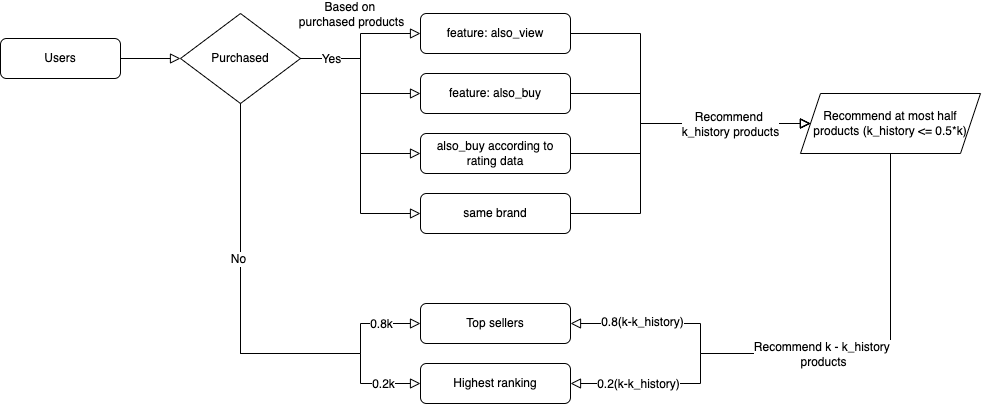 Based on
purchased products
Users
Purchased
Yes
feature: also_view
feature: also_buy
also_buy according to
rating data
same brand
Recommend
k_history products
Recommend at most half
products (k_history <= 0.5*k)
No
0.8k
Top sellers
0.8(k-k_history)
Recommend k - k_history
products
0.2k
Highest ranking
0.2(k-k_history)